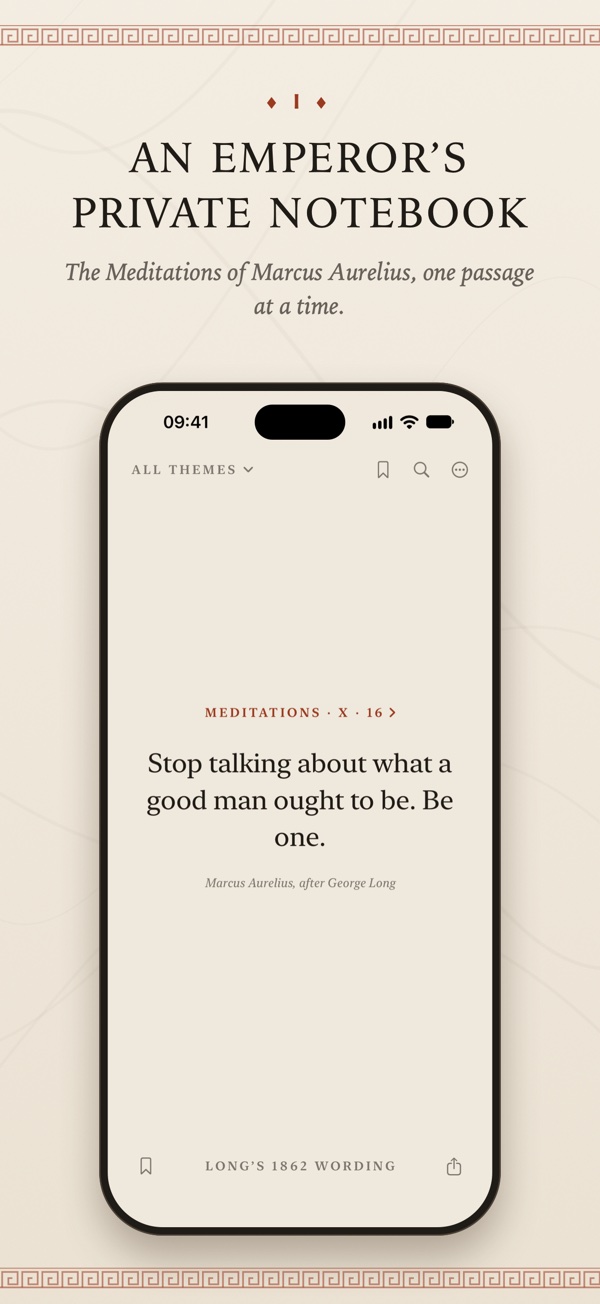 I
AN EMPEROR’S
PRIVATE NOTEBOOK
The Meditations of Marcus Aurelius, one passage
at a time.
09:41
ALL THEMES
MEDITATIONS · X · 16
Stop talking about what a
good man ought to be. Be
one.
Marcus Aurelius, after George Long
LONG’S 1862 WORDING